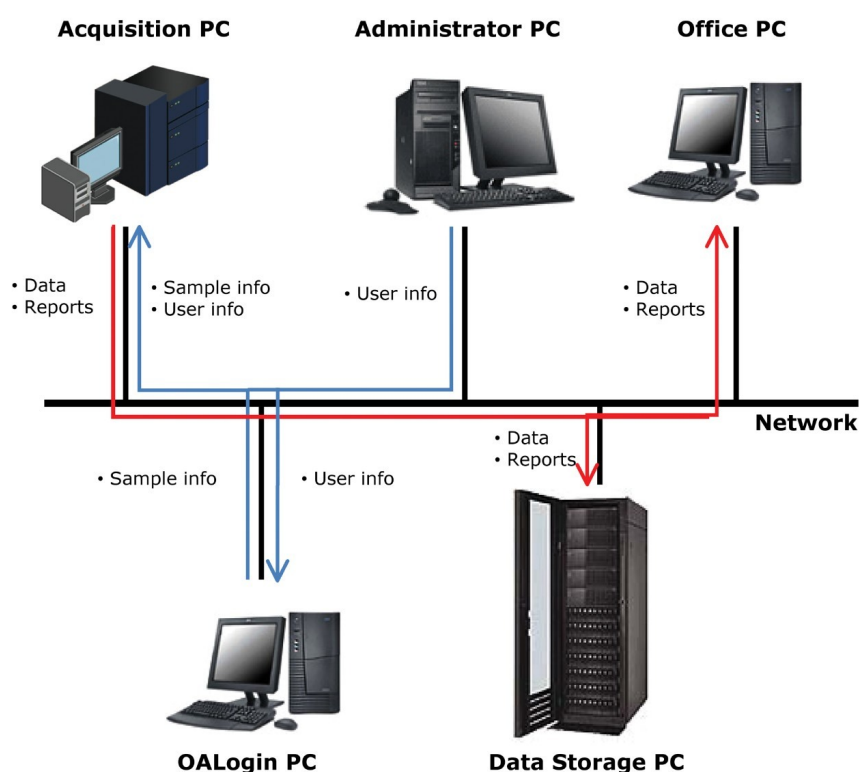 Acquisition PC
Administrator PC
Office PC
• Data
• Reports
• Sample info
• User info
• User info
• Data
• Reports
Network
• Data
• Reports
• Sample info
• User info
OALogin PC
Data Storage PC